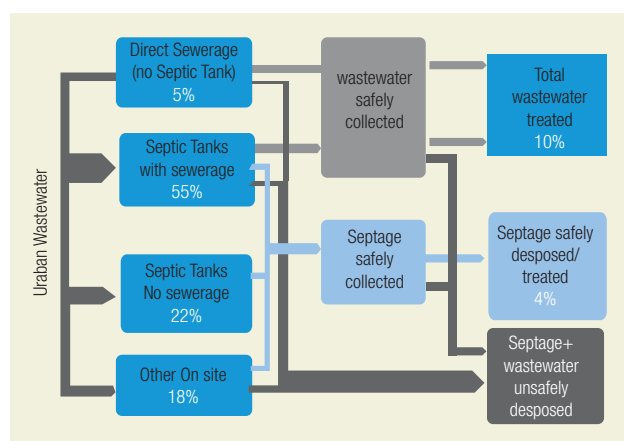 Uraban Wastewater
Direct Sewerage
(no Septic Tank)
5%
Septic Tanks
with sewerage
55%
Septic Tanks
No sewerage
22%
Other On site
18%
wastewater
safely
collected
Septage
safely
collected
Total
wastewater
treated
10%
Septage safely
desposed/
treated
4%
Septage+
wastewater
unsafely
desposed